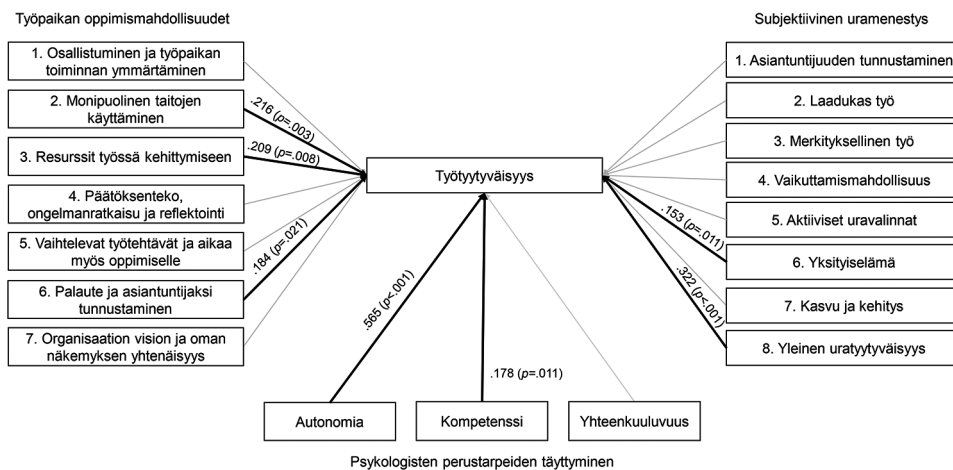 Työpaikan oppimismahdollisuudet
1. Osallistuminen ja työpaikan
toiminnan ymmärtäminen
2. Monipuolinen taitojen
käyttäminen
3. Resurssit työssä kehittymiseen
4. Päätöksenteko,
ongelmanratkaisu ja reflektointi
5. Vaihtelevat työtehtävät ja aikaa
myös oppimiselle
6. Palaute ja asiantuntijaksi
tunnustaminen
7. Organisaation vision ja oman
näkemyksen yhtenäisyys
.216 (p=.003)
.209 (p=.008)
.184 (p=.021)
Työtyytyväisyys
.565 (p<.001)
.178 (p=.011)
Autonomia
Kompetenssi
Yhteenkuuluvuus
Psykologisten perustarpeiden täyttyminen
Subjektiivinen uramenestys
1. Asiantuntijuuden tunnustaminen
2. Laadukas työ
3. Merkityksellinen työ
4. Vaikuttamismahdollisuus
5. Aktiiviset uravalinnat
6. Yksityiselämä
7. Kasvu ja kehitys
8. Yleinen uratyytyväisyys
.153 (p=.011)
.322 (p<.001)